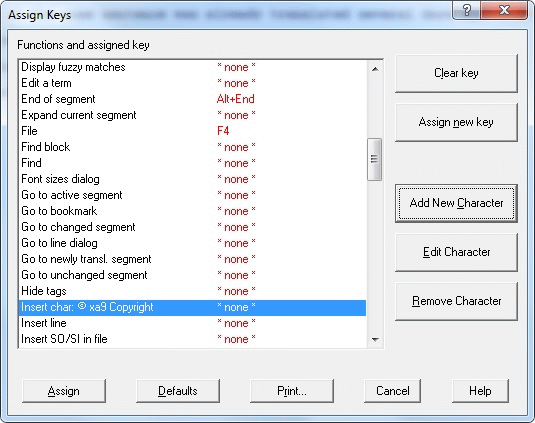 Assign Keys
Functions and assigned key
Display fuzzy matches * none *
Edit a term * none *
End of segment Alt+End
Expand current segment * none *
File F4
Find block * none *
Find * none *
Font sizes dialog * none *
Go to active segment * none *
Go to bookmark * none *
Go to changed segment * none *
Go to line dialog * none *
Go to newly transl. segment * none *
Go to unchanged segment * none *
Hide tags * none *
Insert char: © xa9 Copyright * none *
Insert line * none *
Insert SO/SI in file * none *
Clear key
Assign new key
Add New Character
Edit Character
Remove Character
Assign
Defaults
Print...
Cancel
Help